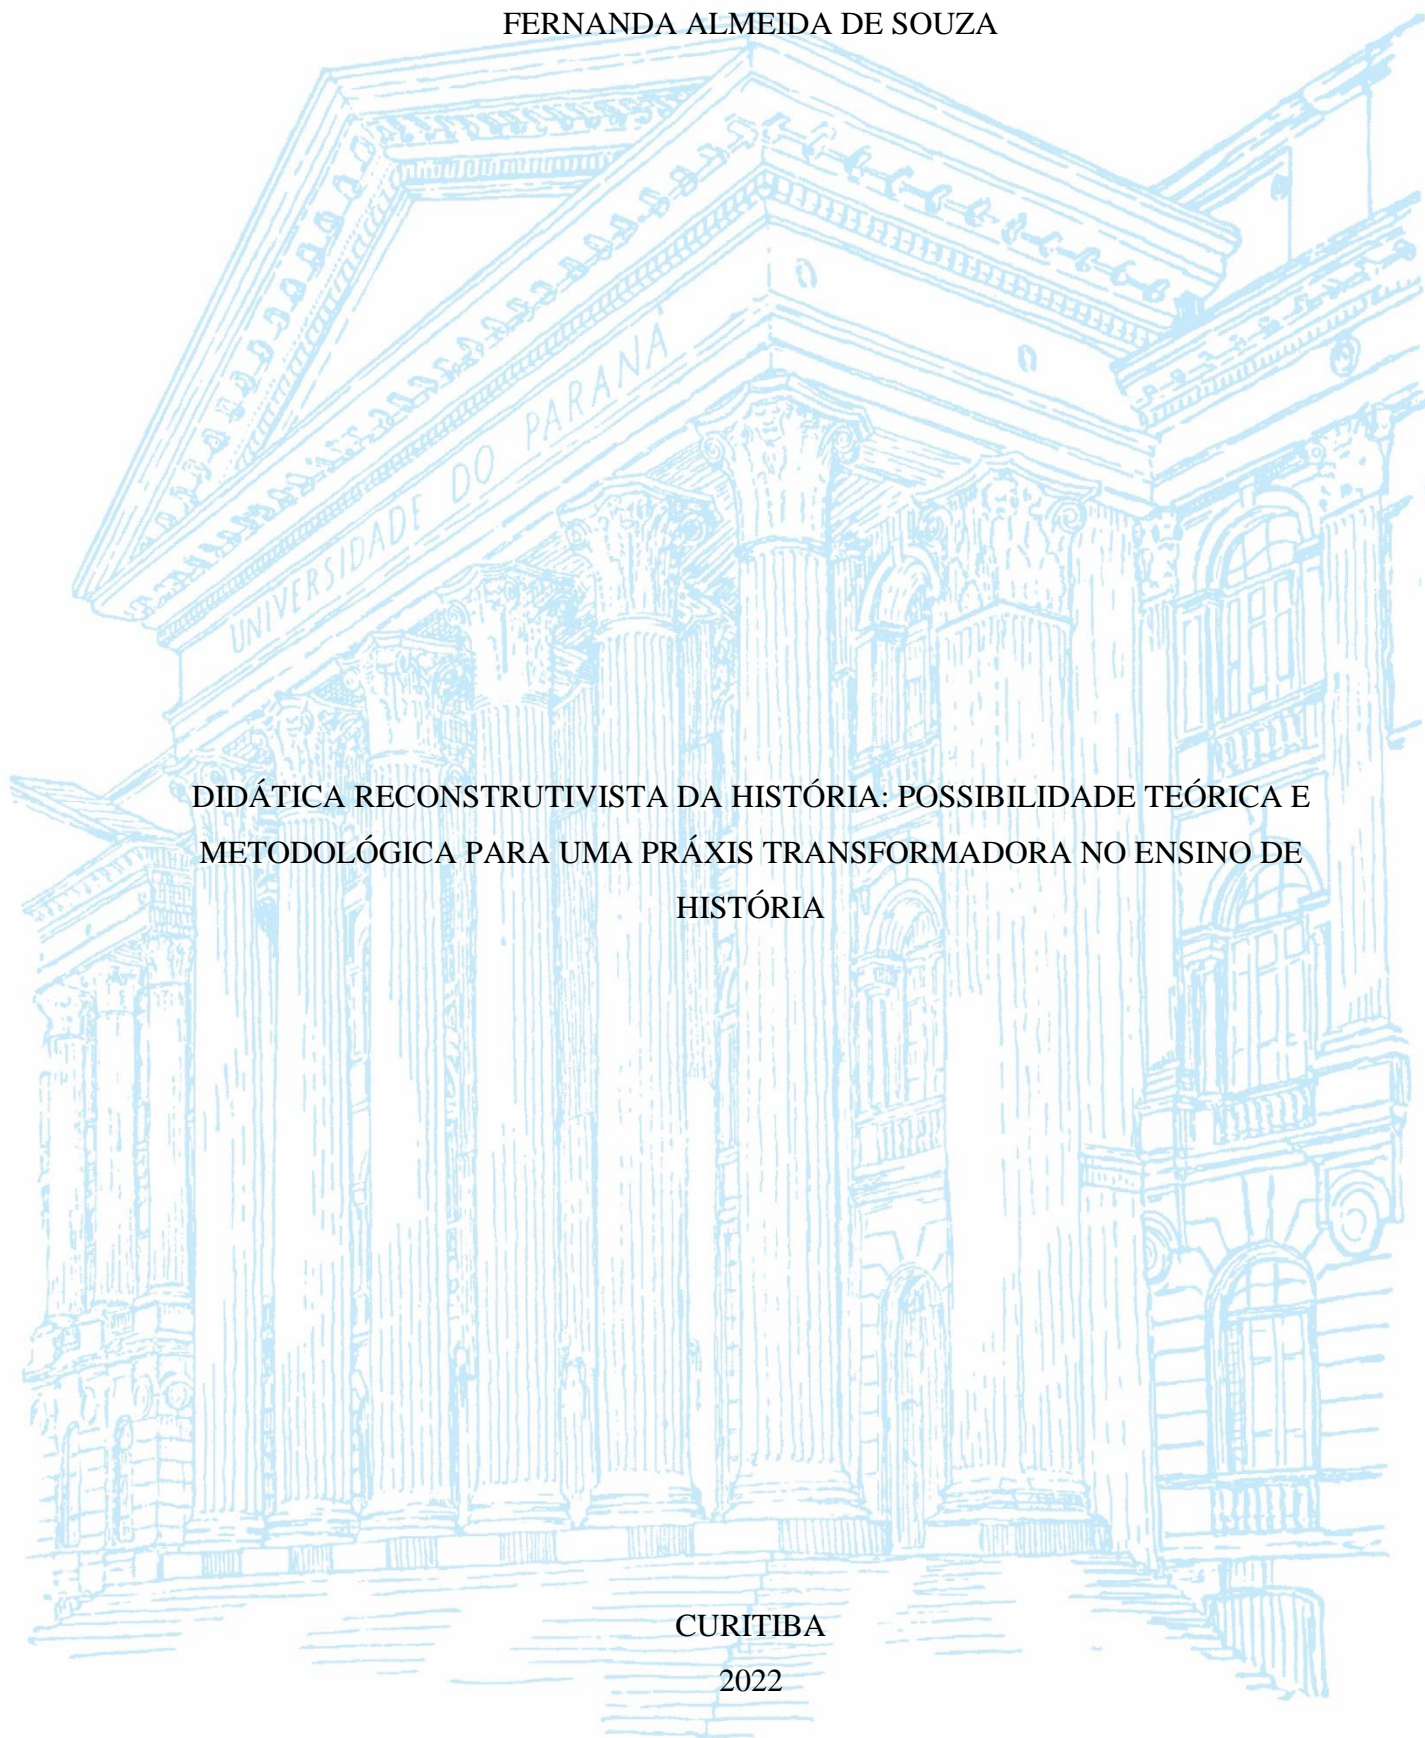 FERNANDA ALMEIDA DE SOUZA
UNIVERSIDADE DO PARANÁ
DIDÁTICA RECONSTRUTIVISTA DA HISTÓRIA: POSSIBILIDADE TEÓRICA E
METODOLÓGICA PARA UMA PRÁXIS TRANSFORMADORA NO ENSINO DE
HISTÓRIA
CURITIBA
2022